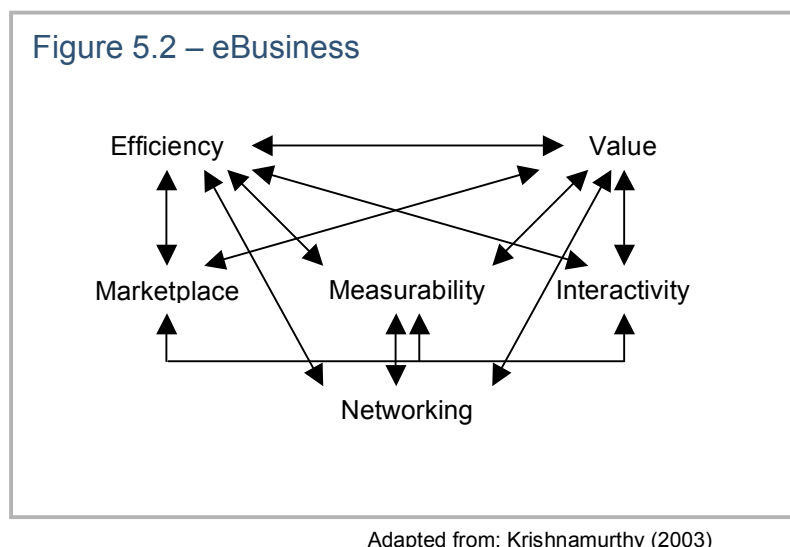 Figure 5.2 – eBusiness
Efficiency Value
Marketplace Measurability Interactivity
Networking
Adapted from: Krishnamurthy (2003)